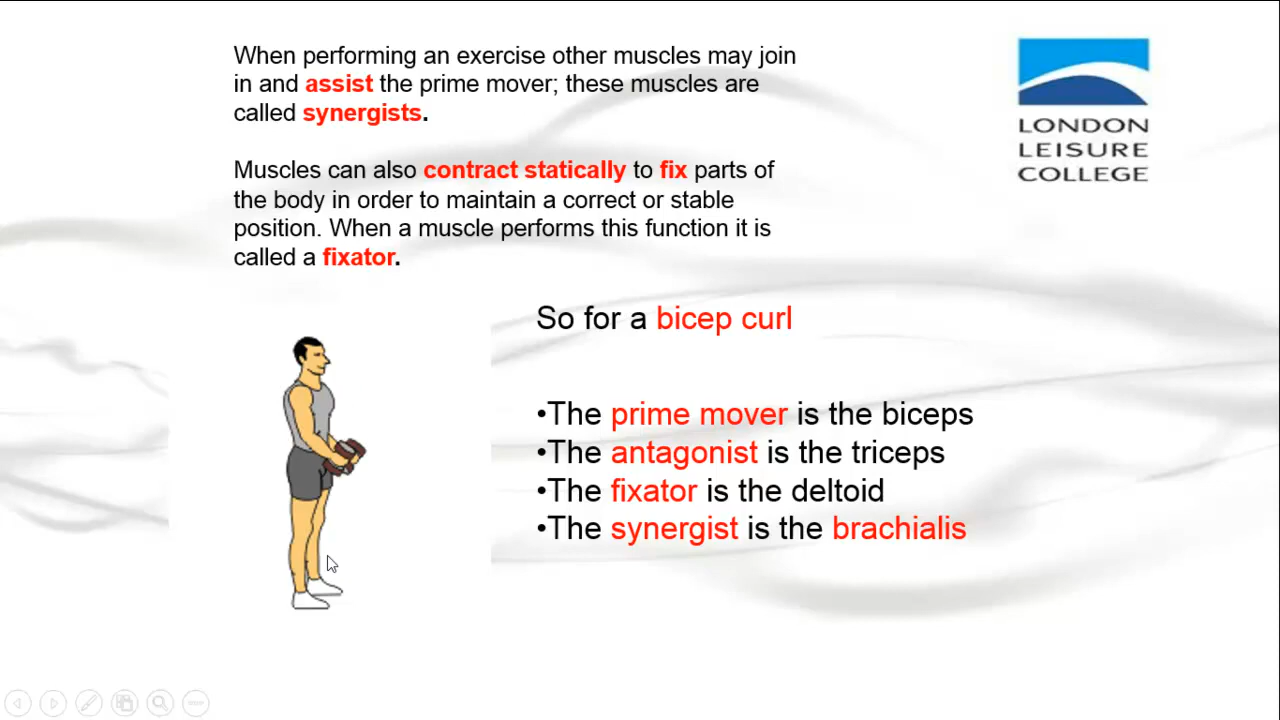 When performing an exercise other muscles may join
in and assist the prime mover; these muscles are
called synergists.
Muscles can also contract statically to fix parts of
the body in order to maintain a correct or stable
position. When a muscle performs this function it is
called a fixator.
LONDON
LEISURE
COLLEGE
So for a bicep curl
•The prime mover is the biceps
•The antagonist is the triceps
•The fixator is the deltoid
•The synergist is the brachialis